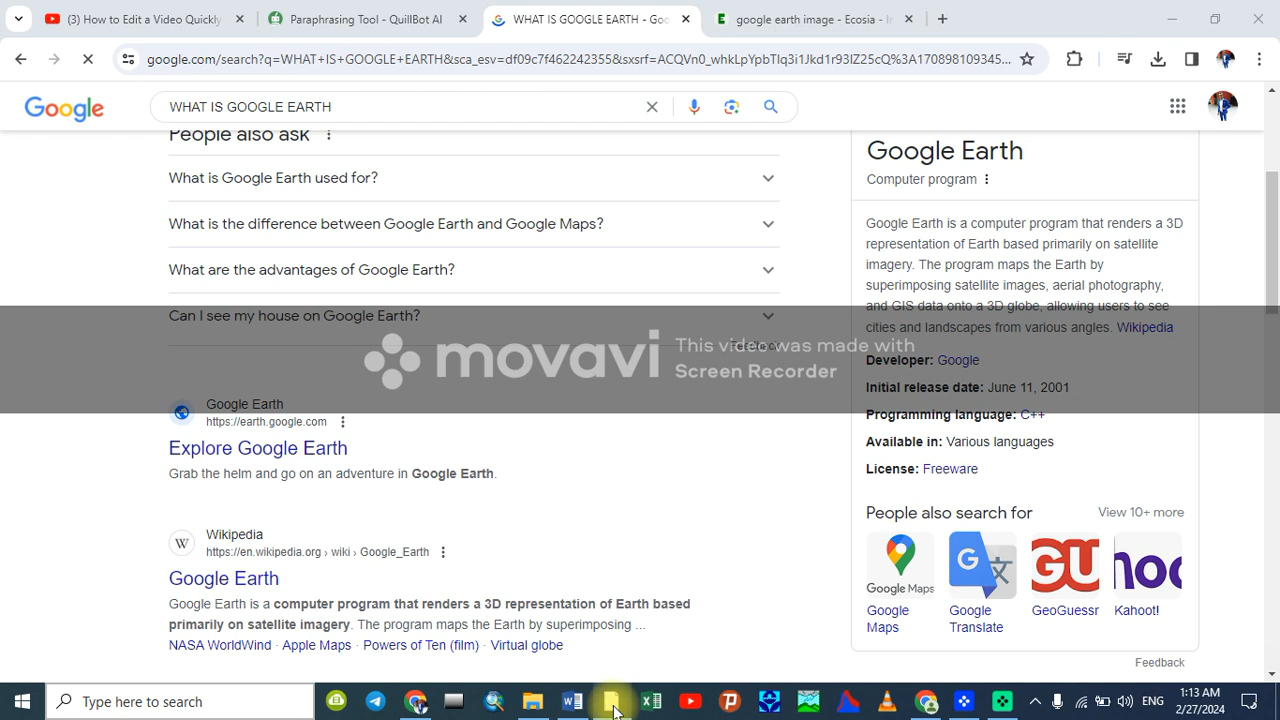 (3) How to Edit a Video Quickly
Paraphrasing Tool - QuillBot AI
WHAT IS GOOGLE EARTH - Goo
google earth image - Ecosia - In
google.com/search?q=WHAT+IS+GOOGLE+EARTH&sca_esv=df09c7f462242355&sxsrf=ACQVn0_whkLpYpbTlq3i1Jkd1r93lZ25cQ%3A170898109345...
Google
WHAT IS GOOGLE EARTH
People also ask
What is Google Earth used for?
What is the difference between Google Earth and Google Maps?
What are the advantages of Google Earth?
Can I see my house on Google Earth?
movavi
This video was made with
Screen Recorder
Google Earth
https://earth.google.com
Explore Google Earth
Grab the helm and go on an adventure in Google Earth.
W
Wikipedia
https://en.wikipedia.org › wiki › Google_Earth
Google Earth
Google Earth is a computer program that renders a 3D representation of Earth based
primarily on satellite imagery. The program maps the Earth by superimposing ...
NASA WorldWind · Apple Maps · Powers of Ten (film) · Virtual globe
Google Earth
Computer program
Google Earth is a computer program that renders a 3D
representation of Earth based primarily on satellite
imagery. The program maps the Earth by
superimposing satellite images, aerial photography,
and GIS data onto a 3D globe, allowing users to see
cities and landscapes from various angles. Wikipedia
Developer: Google
Initial release date: June 11, 2001
Programming language: C++
Available in: Various languages
License: Freeware
People also search for
View 10+ more
Google Maps
GU
hoo
Google
Maps
Google
Translate
GeoGuessr
Kahoot!
Feedback
Type here to search
ENG
1:13 AM
2/27/2024